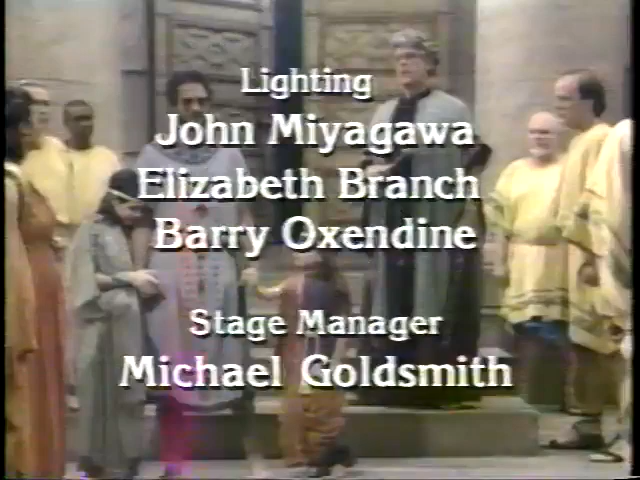 Lighting
John Miyagawa
Elizabeth Branch
Barry Oxendine
Stage Manager
Michael Goldsmith